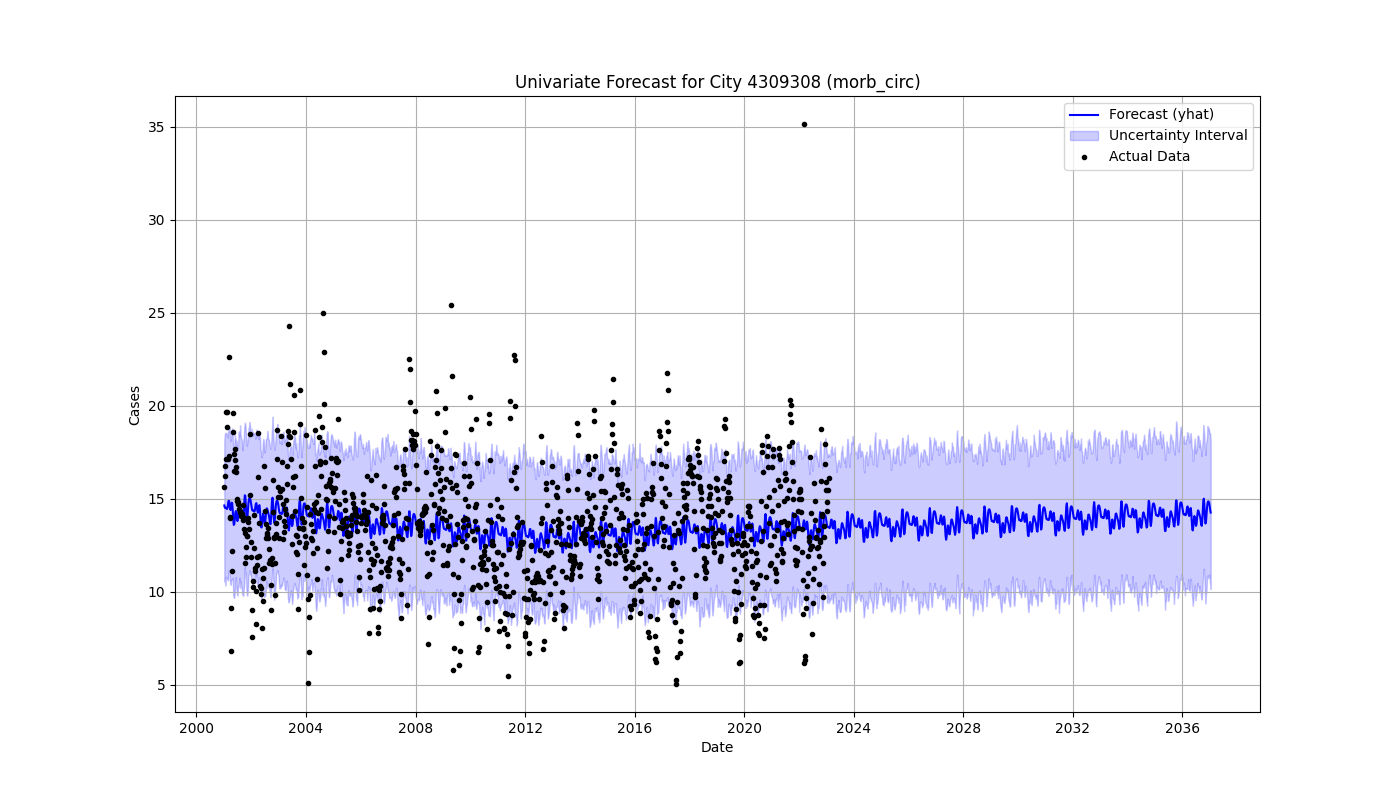 Univariate Forecast for City 4309308 (morb_circ)
Forecast (yhat)
Uncertainty Interval
Actual Data
Cases
35
30
25
20
15
10
5
2000 2004 2008 2012 2016 2020 2024 2028 2032 2036
Date